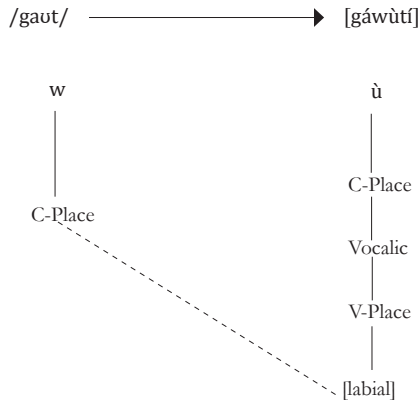 /gaʊt/ [gáwùtí]
w ù
C-Place
C-Place
Vocalic
V-Place
[labial]